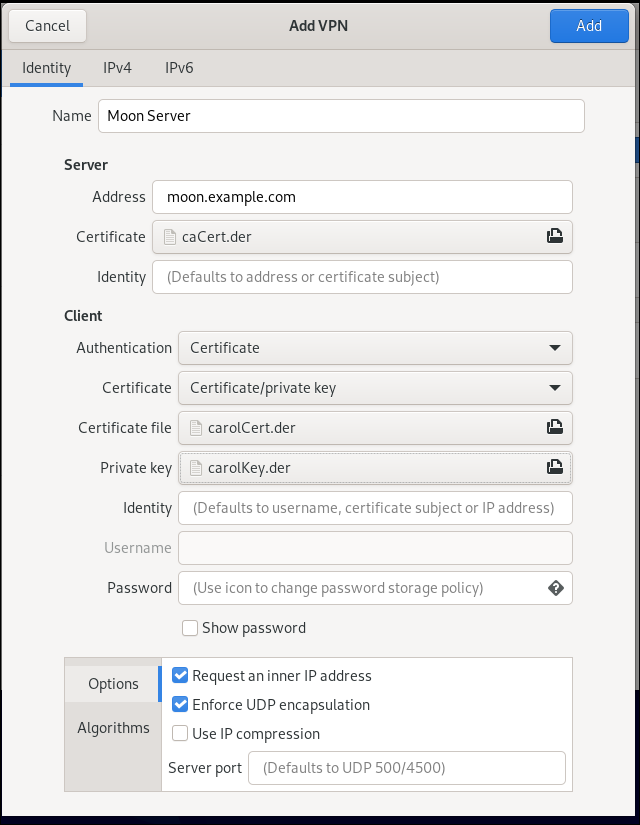 Cancel Add VPN Add
Identity IPv4 IPv6
Name Moon Server
Server
Address moon.example.com
Certificate caCert.der
Identity (Defaults to address or certificate subject)
Client
Authentication Certificate
Certificate Certificate/private key
Certificate file carolCert.der
Private key carolKey.der
Identity (Defaults to username, certificate subject or IP address)
Username
Password (Use icon to change password storage policy) ?
Show password
Options Request an inner IP address
Enforce UDP encapsulation
Algorithms Use IP compression
Server port (Defaults to UDP 500/4500)